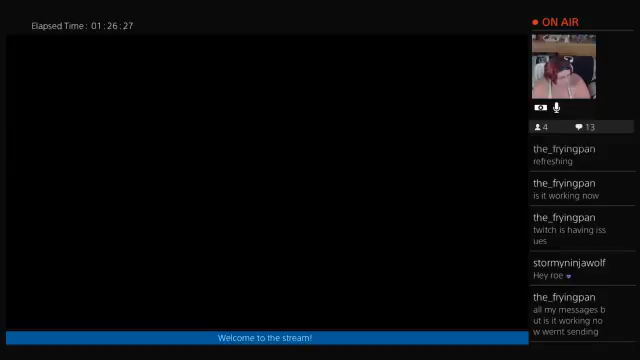 Elapsed Time: 01:26:27
ON AIR
4
13
the_fryingpan
refreshing
the_fryingpan
is it working now
the_fryingpan
twitch is having iss
ues
stormyninjawolf
Hey roe
the_fryingpan
all my messages b
ut is it working no
w wernt sending
Welcome to the stream!